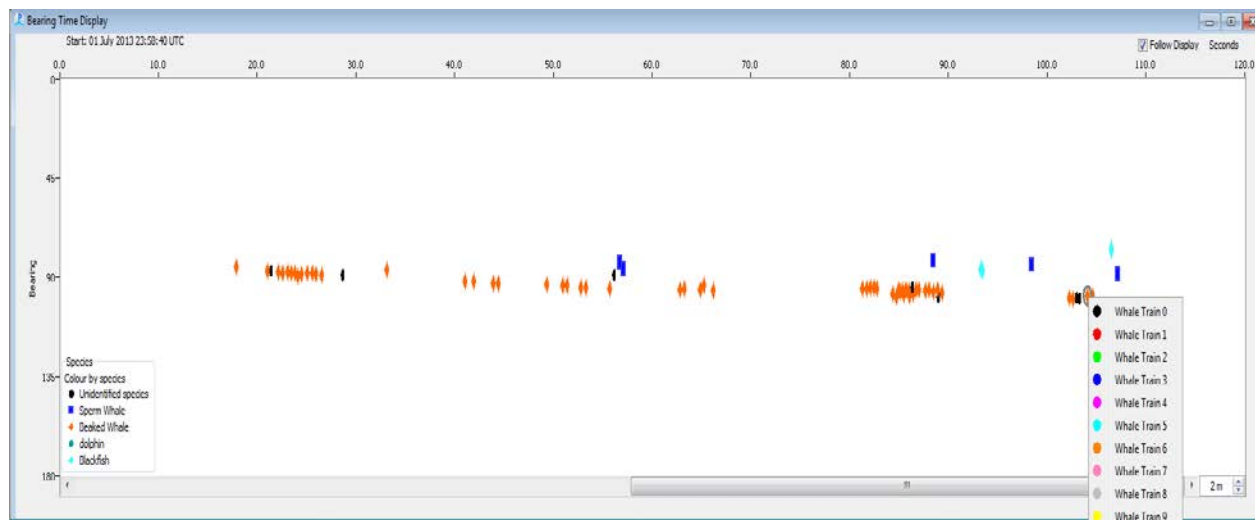 Bearing Time Display
Start: 01 July 2013 23:58:40 UTC
Follow Display Seconds
0.0 10.0 20.0 30.0 40.0 50.0 60.0 70.0 80.0 90.0 100.0 110.0 120.0
0
45
90
135
180
Bearing
Species
Colour by species
Unidentified species
Sperm Whale
Beaked Whale
dolphin
Blackfish
Whale Train 0
Whale Train 1
Whale Train 2
Whale Train 3
Whale Train 4
Whale Train 5
Whale Train 6
Whale Train 7
Whale Train 8
Whale Train 9
2 m